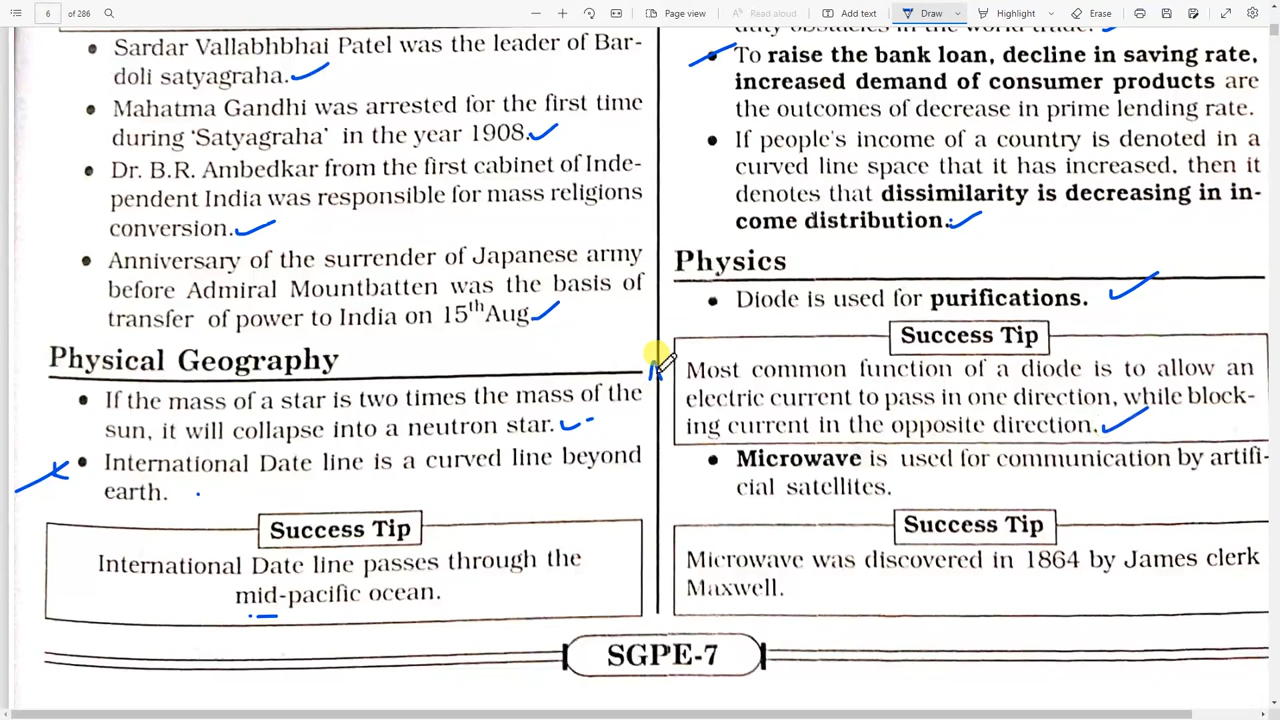 6 of 286
Page view
Read aloud
Add text
Draw
Highlight
Erase
Sardar Vallabhbhai Patel was the leader of Bar-
doli satyagraha.
Mahatma Gandhi was arrested for the first time
during 'Satyagraha' in the year 1908.
Dr. B.R. Ambedkar from the first cabinet of Inde-
pendent India was responsible for mass religions
conversion.
Anniversary of the surrender of Japanese army
before Admiral Mountbatten was the basis of
transfer of power to India on 15th Aug
Physical Geography
If the mass of a star is two times the mass of the
sun, it will collapse into a neutron star.
International Date line is a curved line beyond
earth.
Success Tip
International Date line passes through the
mid-pacific ocean.
To raise the bank loan, decline in saving rate,
increased demand of consumer products are
the outcomes of decrease in prime lending rate.
If people's income of a country is denoted in a
curved line space that it has increased, then it
denotes that dissimilarity is decreasing in in-
come distribution.
Physics
Diode is used for purifications.
Success Tip
Most common function of a diode is to allow an
electric current to pass in one direction, while block-
ing current in the opposite direction.
Microwave is used for communication by artifi-
cial satellites.
Success Tip
Microwave was discovered in 1864 by James clerk
Maxwell.
SGPE-7